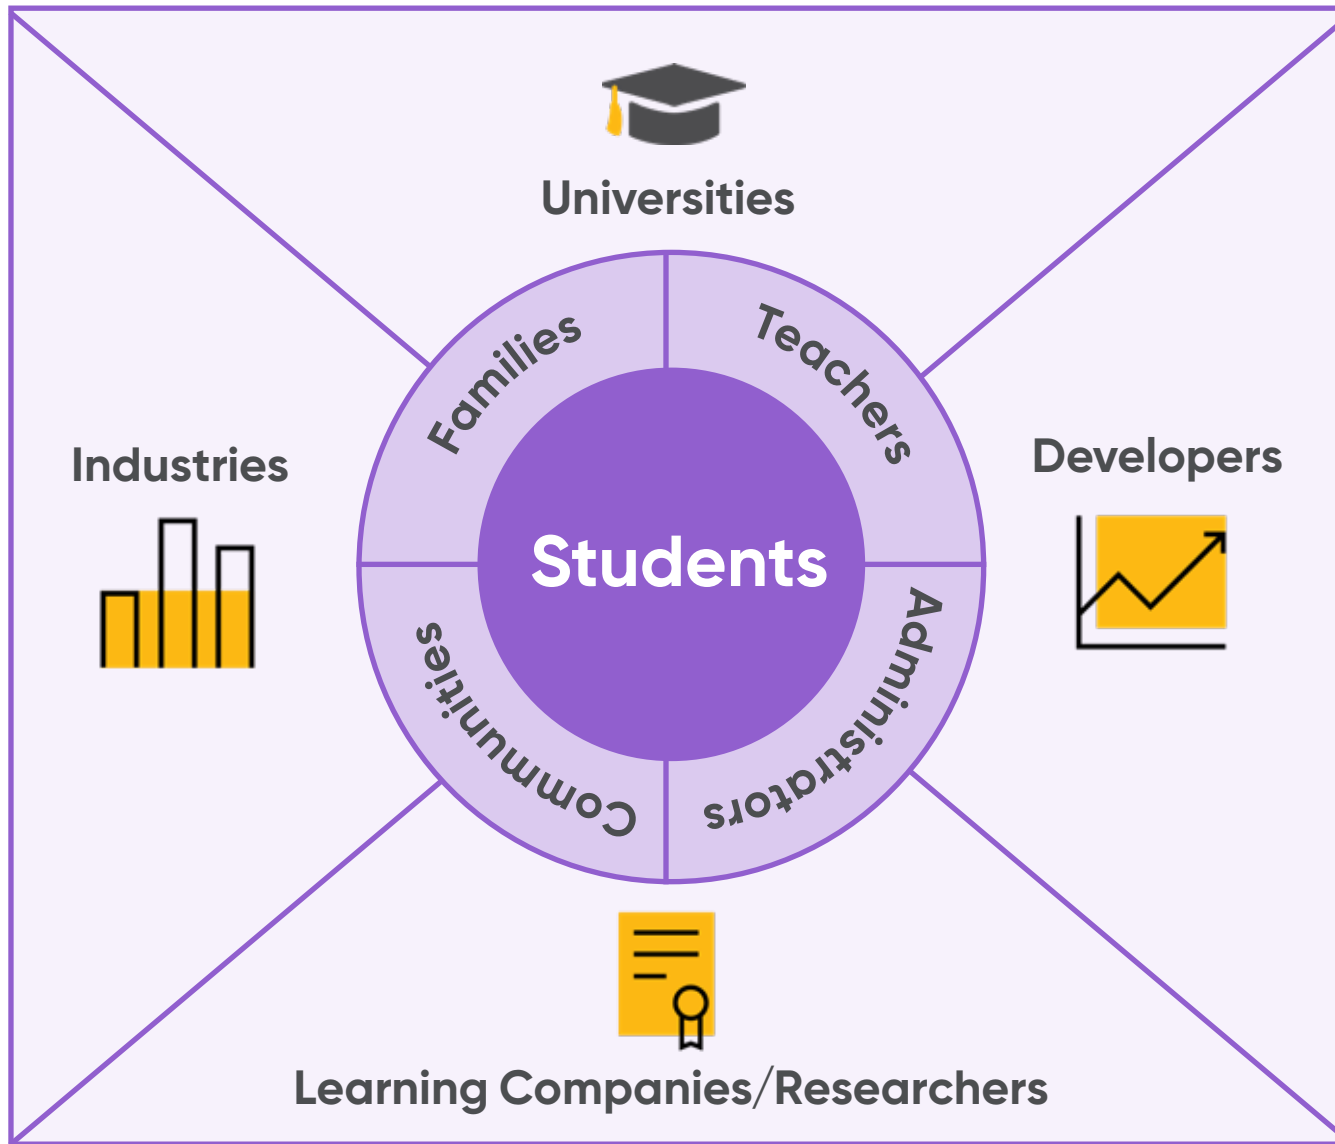 Universities
Families
Teachers
Industries
Developers
Students
Communities
Administrators
Learning Companies/Researchers